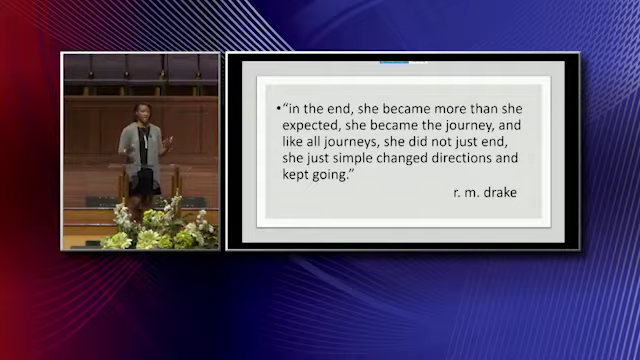 •“in the end, she became more than she
expected, she became the journey, and
like all journeys, she did not just end,
she just simple changed directions and
kept going.”
r. m. drake